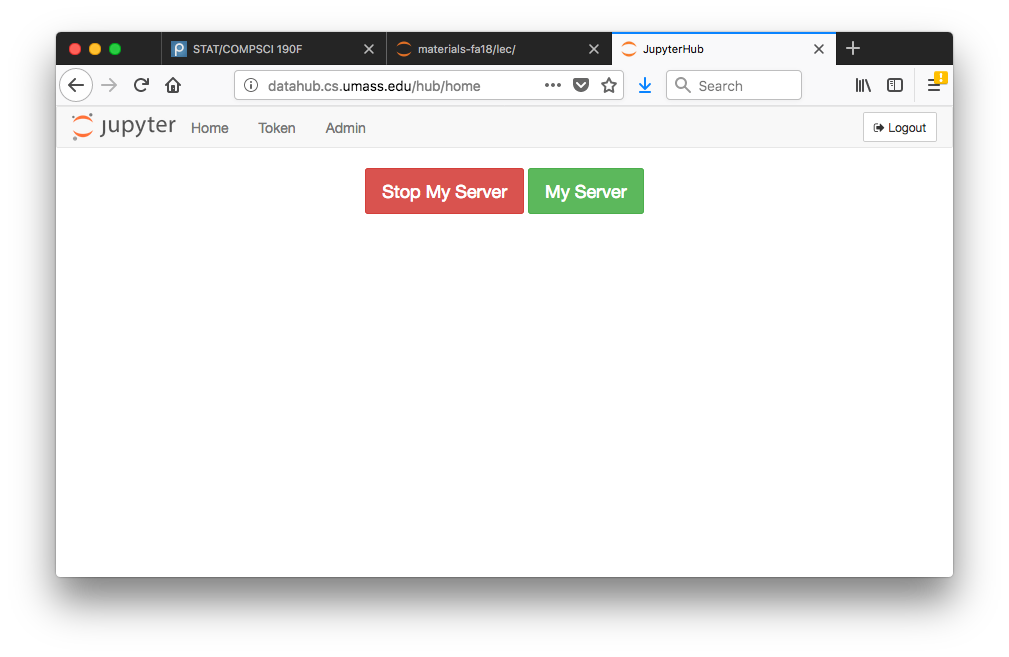 STAT/COMPSCI 190F
materials-fa18/lec/
JupyterHub
datahub.cs.umass.edu/hub/home
Search
jupyter
Home
Token
Admin
Logout
Stop My Server
My Server